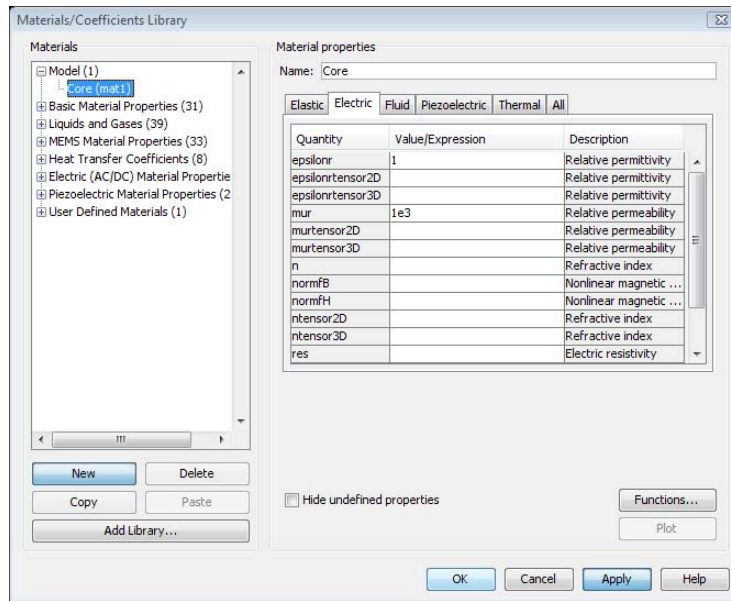 Materials/Coefficients Library
Materials
Model (1)
Core (mat1)
Basic Material Properties (31)
Liquids and Gases (39)
MEMS Material Properties (33)
Heat Transfer Coefficients (8)
Electric (AC/DC) Material Propertie
Piezoelectric Material Properties (2
User Defined Materials (1)
New Delete
Copy Paste
Add Library...
Material properties
Name: Core
Elastic Electric Fluid Piezoelectric Thermal All
Quantity Value/Expression Description
epsilonr 1 Relative permittivity
epsilonrtensor2D Relative permittivity
epsilonrtensor3D Relative permittivity
mur 1e3 Relative permeability
murtensor2D Relative permeability
murtensor3D Relative permeability
n Refractive index
normfB Nonlinear magnetic ...
normfH Nonlinear magnetic ...
ntensor2D Refractive index
ntensor3D Refractive index
res Electric resistivity
Hide undefined properties
Functions...
Plot
OK Cancel Apply Help